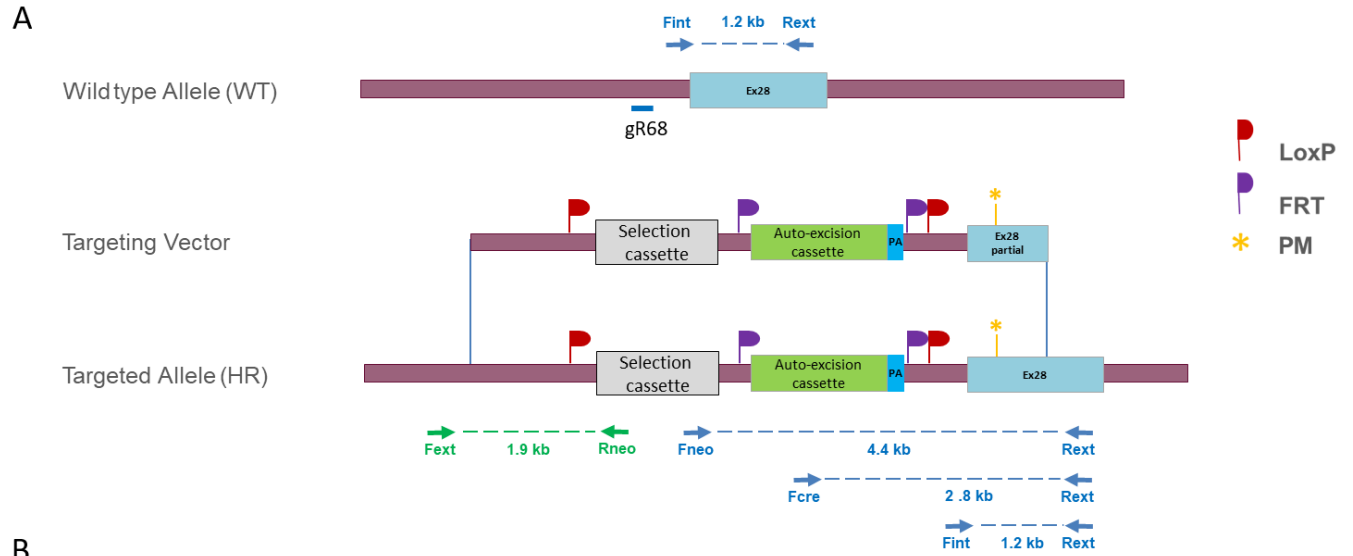 A
Fint 1.2 kb Rext
Wild type Allele (WT)
Ex28
gR68
LoxP
FRT
PM
*
Targeting Vector
Selection
cassette
Auto-excision
cassette
PA
Ex28
partial
*
*
Targeted Allele (HR)
Selection
cassette
Auto-excision
cassette
PA
Ex28
Fext 1.9 kb Rneo
Fneo 4.4 kb Rext
Fcre 2 .8 kb Rext
Fint 1.2 kb Rext
B